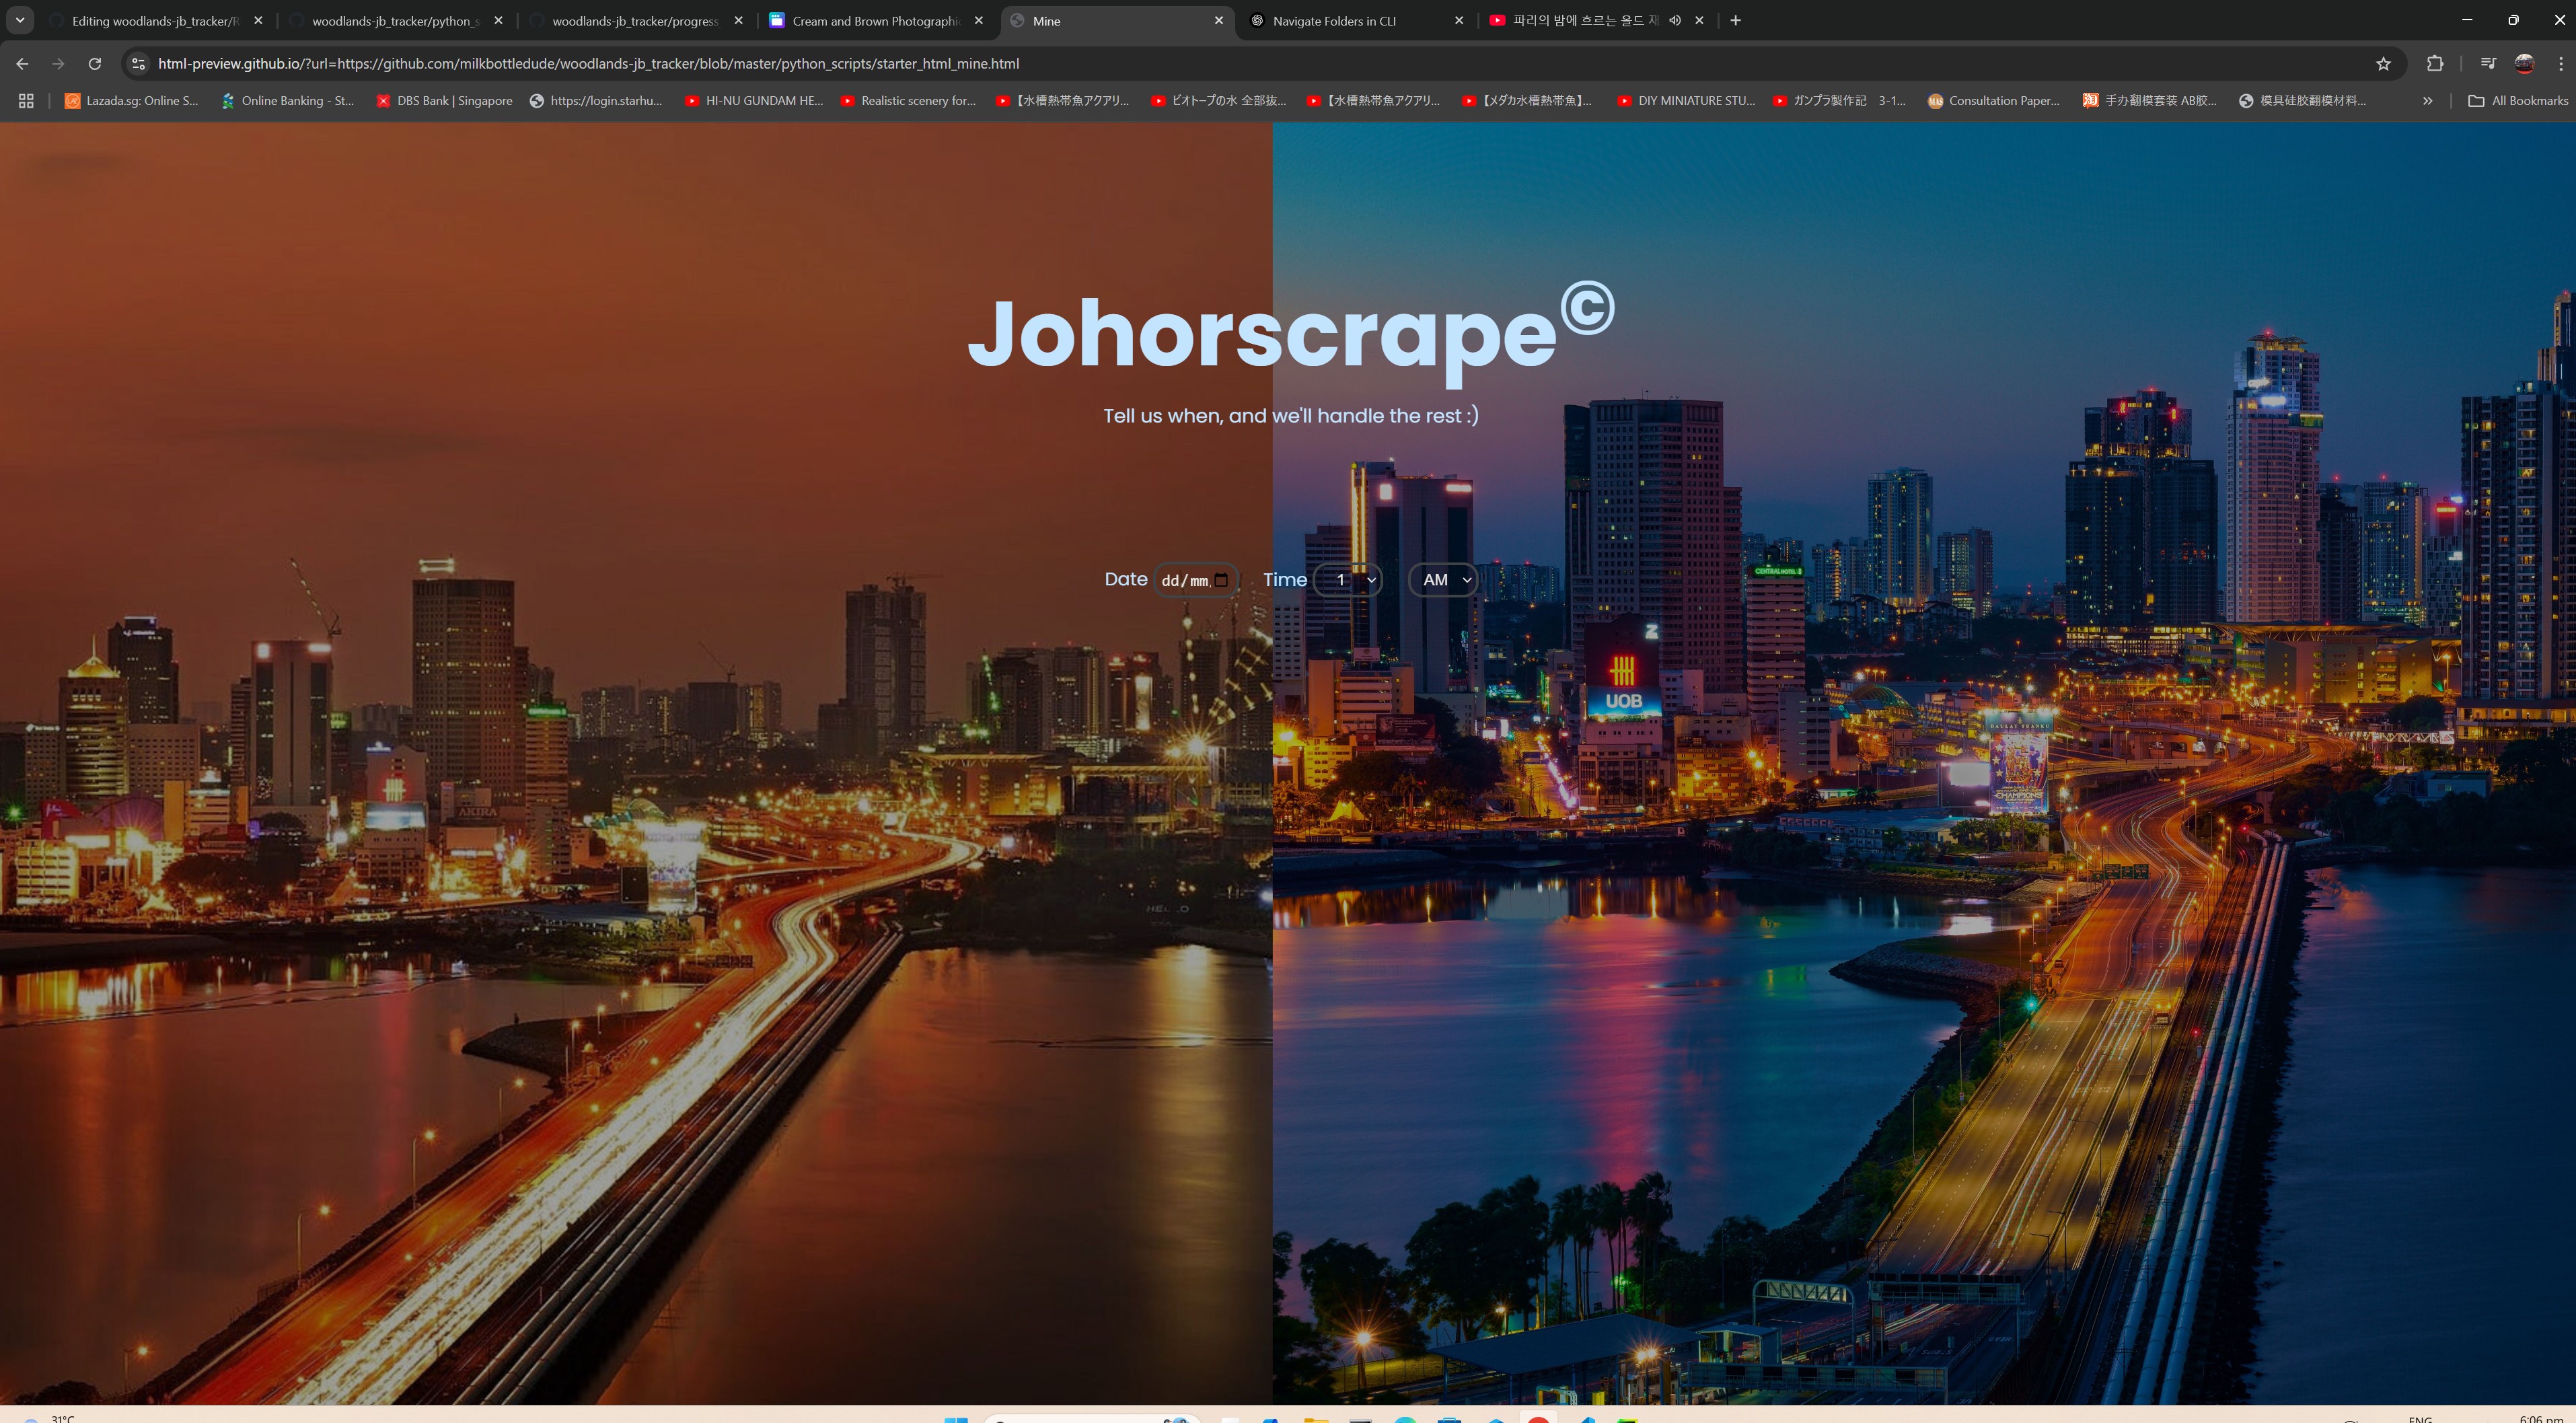 Editing woodlands-jb_tracker/R
woodlands-jb_tracker/python_s
woodlands-jb_tracker/progress
Cream and Brown Photographic
Mine
Navigate Folders in CLI
파리의 밤에 흐르는 올드 재
html-preview.github.io/?url=https://github.com/milkbottledude/woodlands-jb_tracker/blob/master/python_scripts/starter_html_mine.html
Lazada.sg: Online S...
Online Banking - St...
DBS Bank | Singapore
https://login.starhu...
HI-NU GUNDAM HE...
Realistic scenery for...
【水槽熱帯魚アクアリ...
ビオトープの水 全部抜...
【水槽熱帯魚アクアリ...
【メダカ水槽熱帯魚】...
DIY MINIATURE STU...
ガンプラ製作記 3-1...
Consultation Paper...
手办翻模套装 AB胶...
模具硅胶翻模材料...
All Bookmarks
Johorscrape©
Tell us when, and we'll handle the rest :)
Date dd/mm Time 1 AM
CENTRAL HOTEL
Z
UOB
DAULAT TUANKU
CHAMPIONS
AKIRA
31°C
ENG
6:06 pm